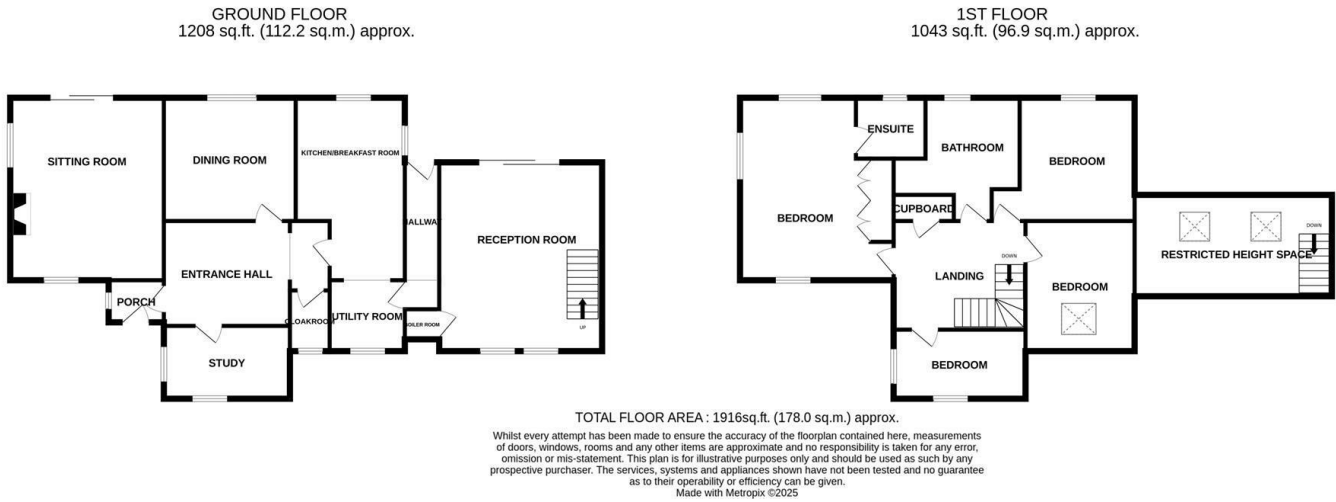 GROUND FLOOR
1208 sq.ft. (112.2 sq.m.) approx.
SITTING ROOM
DINING ROOM
KITCHEN/BREAKFAST ROOM
HALLWAY
RECEPTION ROOM
ENTRANCE HALL
PORCH
CLOAKROOM
UTILITY ROOM
BOILER ROOM
UP
STUDY
1ST FLOOR
1043 sq.ft. (96.9 sq.m.) approx.
ENSUITE
BATHROOM
BEDROOM
BEDROOM
CUPBOARD
DOWN
RESTRICTED HEIGHT SPACE
LANDING
DOWN
BEDROOM
BEDROOM
TOTAL FLOOR AREA : 1916sq.ft. (178.0 sq.m.) approx.
Whilst every attempt has been made to ensure the accuracy of the floorplan contained here, measurements
of doors, windows, rooms and any other items are approximate and no responsibility is taken for any error,
omission or mis-statement. This plan is for illustrative purposes only and should be used as such by any
prospective purchaser. The services, systems and appliances shown have not been tested and no guarantee
as to their operability or efficiency can be given.
Made with Metropix ©2025